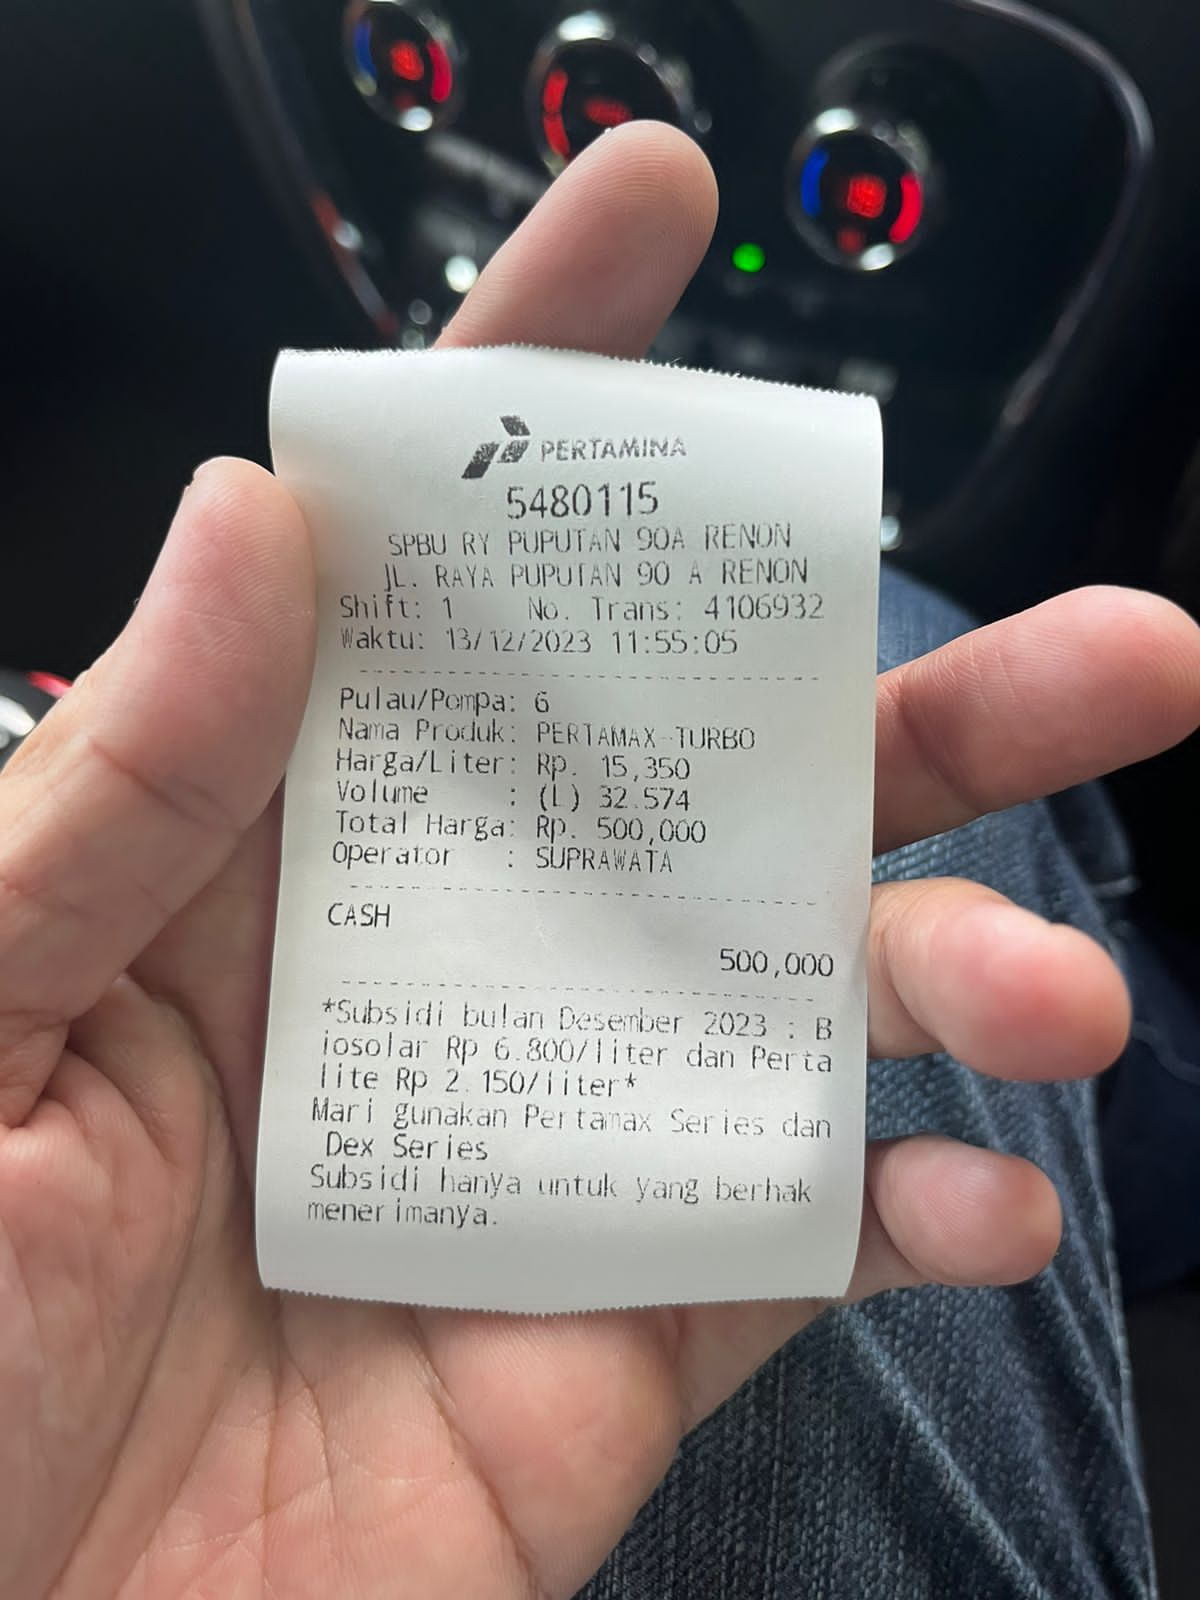 PERTAMINA
5480115
SPBU RY PUPUTAN 90A RENON
JL. RAYA PUPUTAN 90 A RENON
Shift: 1 No. Trans: 4106932
Waktu: 13/12/2023 11:55:05
Pulau/Pompa: 6
Nama Produk: PERTAMAX-TURBO
Harga/Liter: Rp. 15,350
Volume : (L) 32.574
Total Harga: Rp. 500,000
Operator : SUPRAWATA
CASH
500,000
*Subsidi bulan Desember 2023 : B
iosolar Rp 6.800/liter dan Perta
lite Rp 2.150/liter*
Mari gunakan Pertamax Series dan
Dex Series
Subsidi hanya untuk yang berhak
menerimanya.